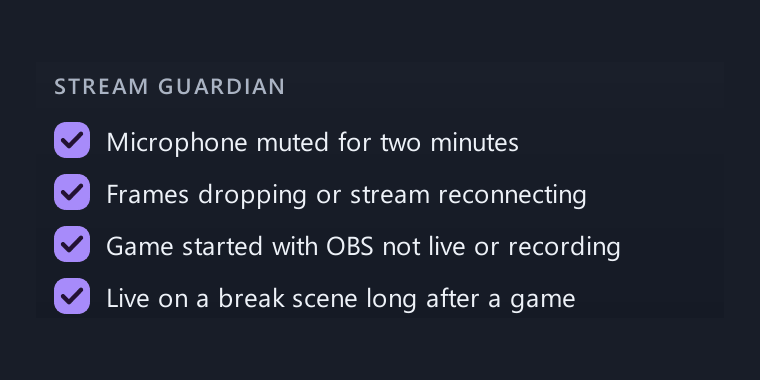 STREAM GUARDIAN
Microphone muted for two minutes
Frames dropping or stream reconnecting
Game started with OBS not live or recording
Live on a break scene long after a game